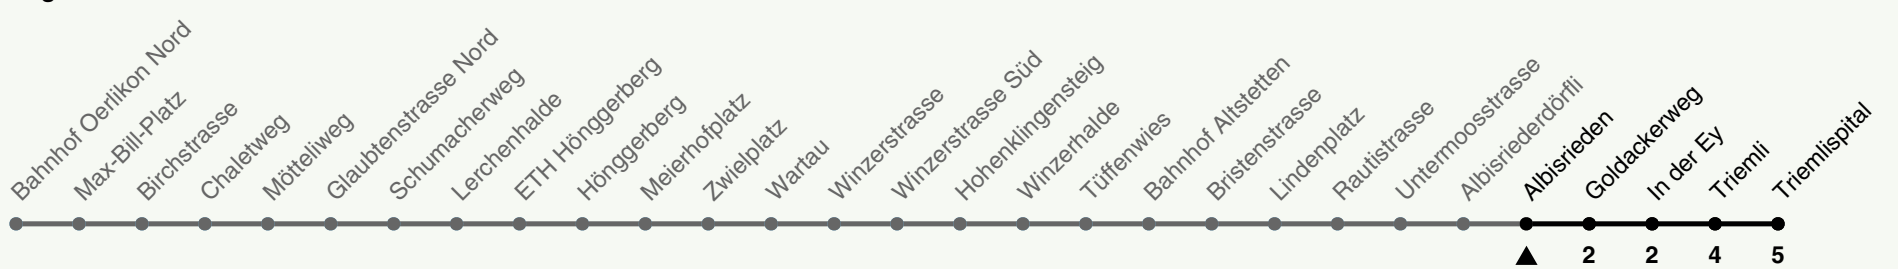 Bahnhof Oerlikon Nord
Max-Bill-Platz
Birchstrasse
Chaletweg
Mötteliweg
Glaubtenstrasse Nord
Schumacherweg
Lerchenhalde
ETH Hönggerberg
Hönggerberg
Meierhofplatz
Zwielplatz
Wartau
Winzerstrasse
Winzerstrasse Süd
Hohenklingensteig
Winzerhalde
Tüffenwies
Bahnhof Altstetten
Bristenstrasse
Lindenplatz
Rautistrasse
Untermoosstrasse
Albisriederdörfli
Albisrieden
Goldackerweg
In der Ey
Triemli
Triemlispital
2 2 4 5